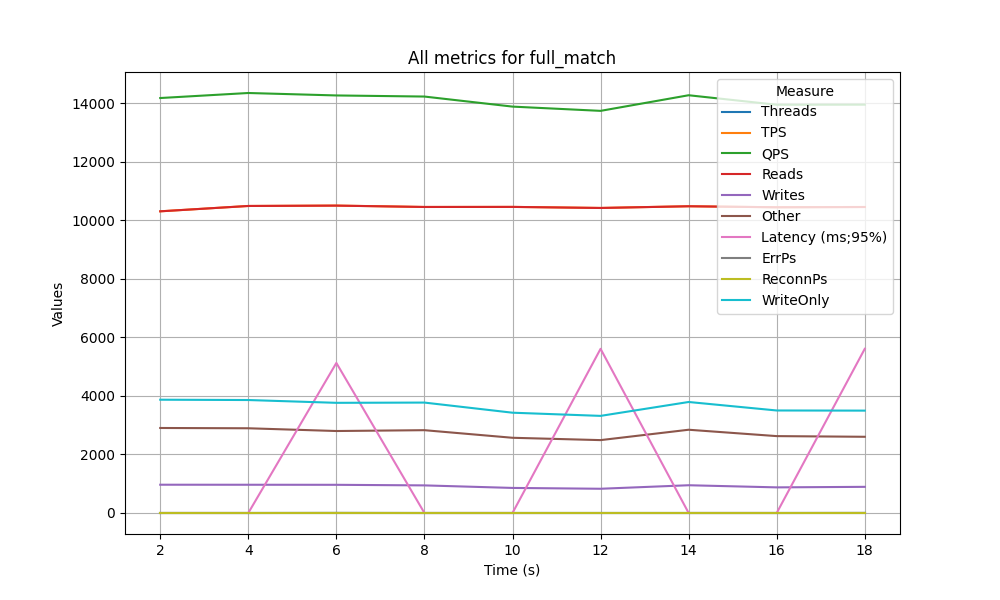 All metrics for full_match
Measure
Threads
TPS
QPS
Reads
Writes
Other
Latency (ms;95%)
ErrPs
ReconnPs
WriteOnly
14000
12000
10000
8000
6000
4000
2000
0
Values
2 4 6 8 10 12 14 16 18
Time (s)